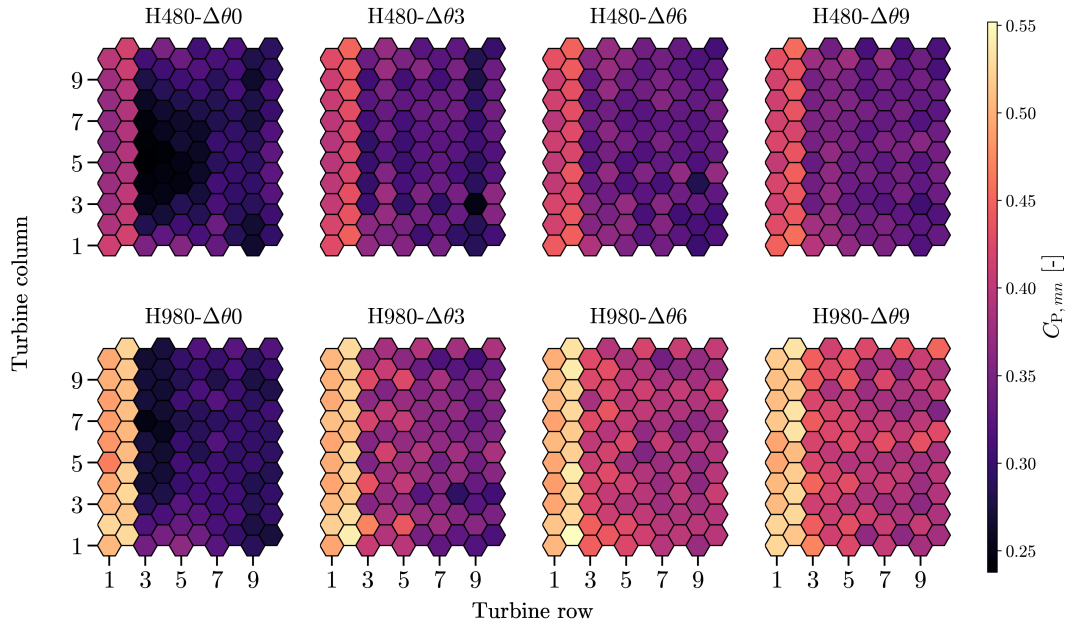 H480-Δθ0 H480-Δθ3 H480-Δθ6 H480-Δθ9
0.55
9
7
0.50
5
3
0.45
1
Turbine column
0.40
C_{P,mn} [-]
H980-Δθ0 H980-Δθ3 H980-Δθ6 H980-Δθ9
9
0.35
7
5
0.30
3
1
0.25
1 3 5 7 9 1 3 5 7 9 1 3 5 7 9 1 3 5 7 9
Turbine row